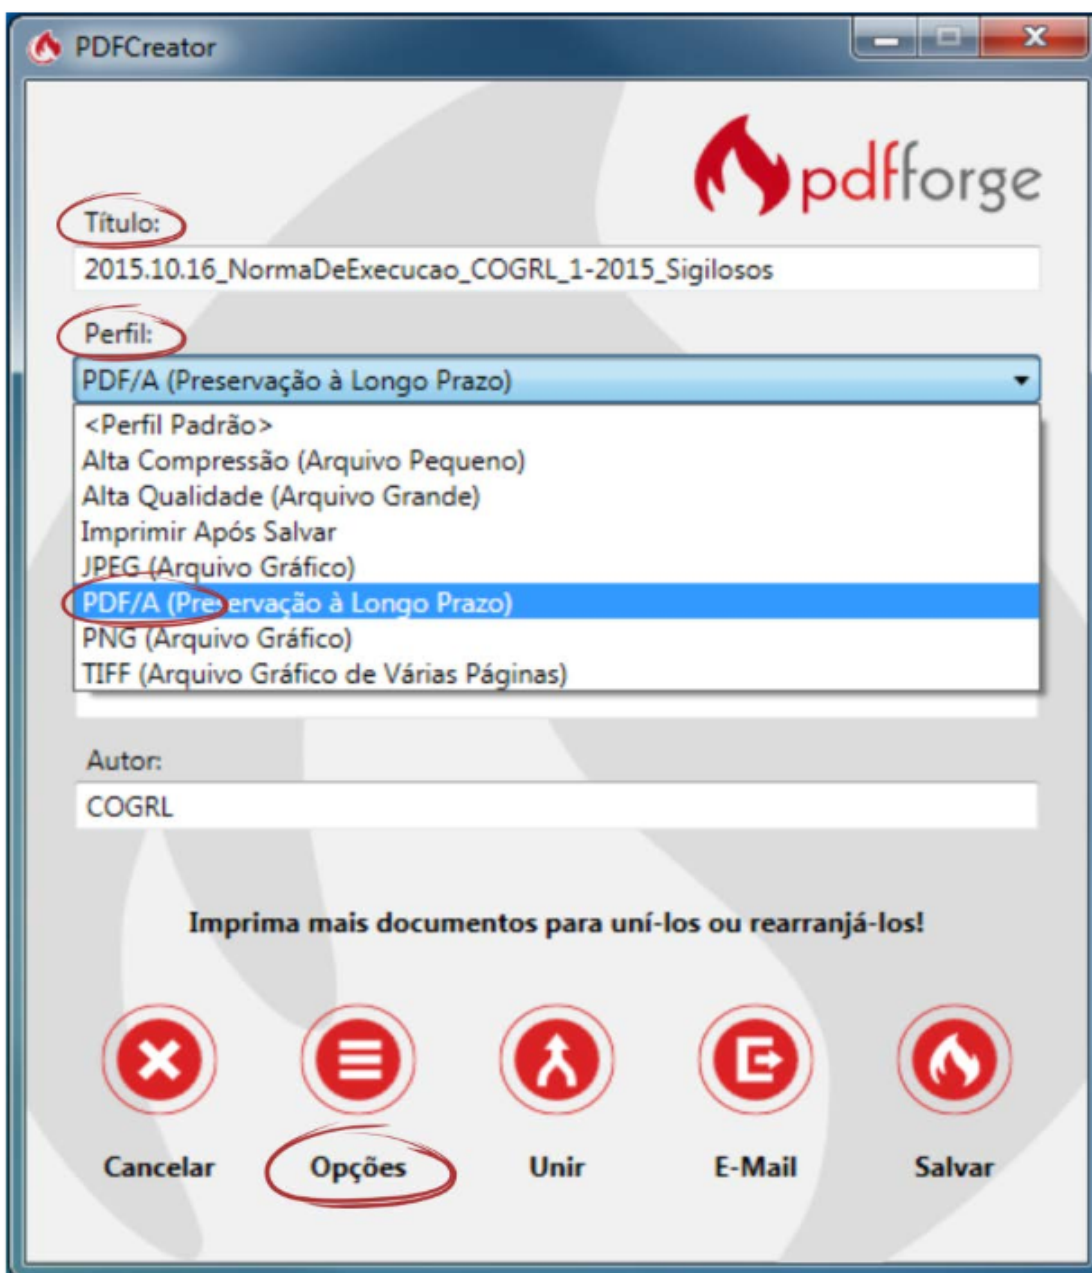 PDFCreator
pdfforge
Título:
2015.10.16_NormaDeExecucao_COGRL_1-2015_Sigilosos
Perfil:
PDF/A (Preservação à Longo Prazo)
<Perfil Padrão>
Alta Compressão (Arquivo Pequeno)
Alta Qualidade (Arquivo Grande)
Imprimir Após Salvar
JPEG (Arquivo Gráfico)
PDF/A (Preservação à Longo Prazo)
PNG (Arquivo Gráfico)
TIFF (Arquivo Gráfico de Várias Páginas)
Autor:
COGRL
Imprima mais documentos para uní-los ou rearranjá-los!
Cancelar Opções Unir E-Mail Salvar